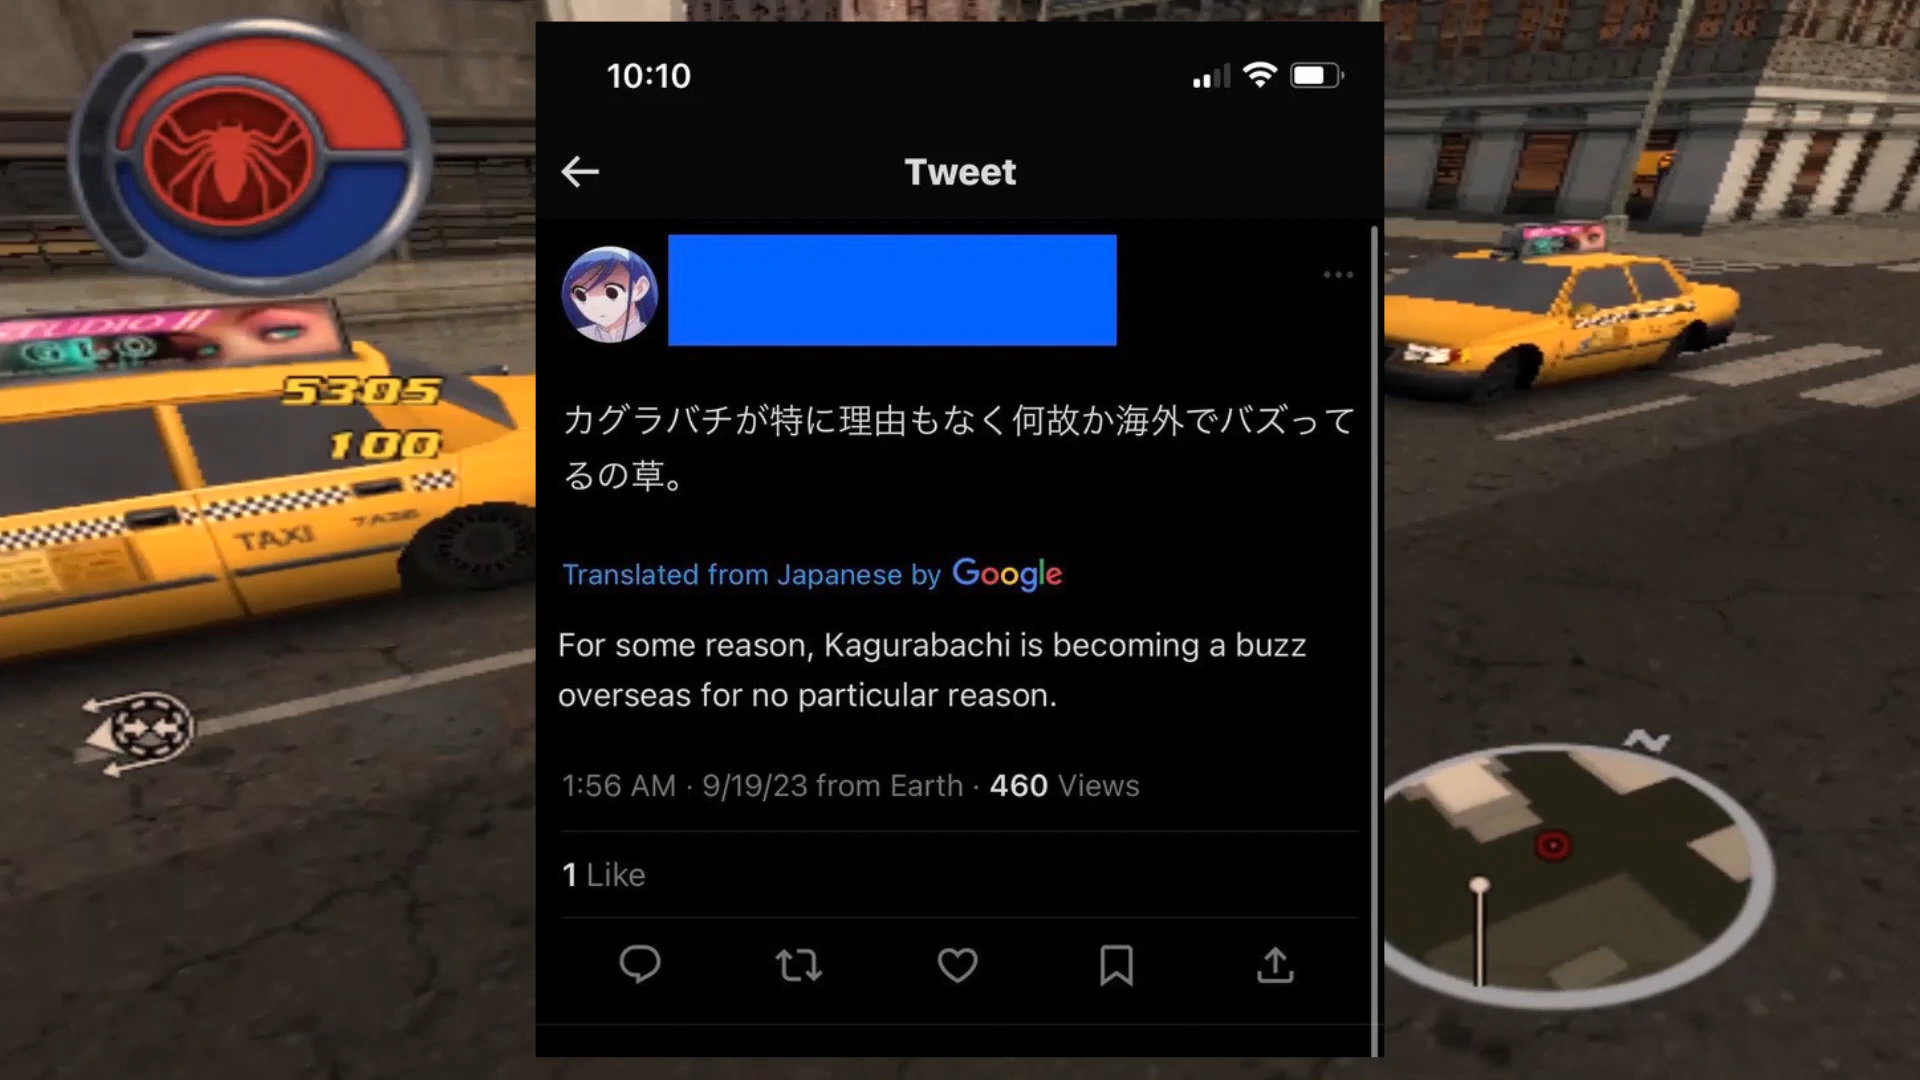 10:10
Tweet
カグラバチが特に理由もなく何故か海外でバズって
るの草。
Translated from Japanese by Google
For some reason, Kagurabachi is becoming a buzz
overseas for no particular reason.
1:56 AM · 9/19/23 from Earth · 460 Views
1 Like
STUDIO
5305
100
TAXI
N